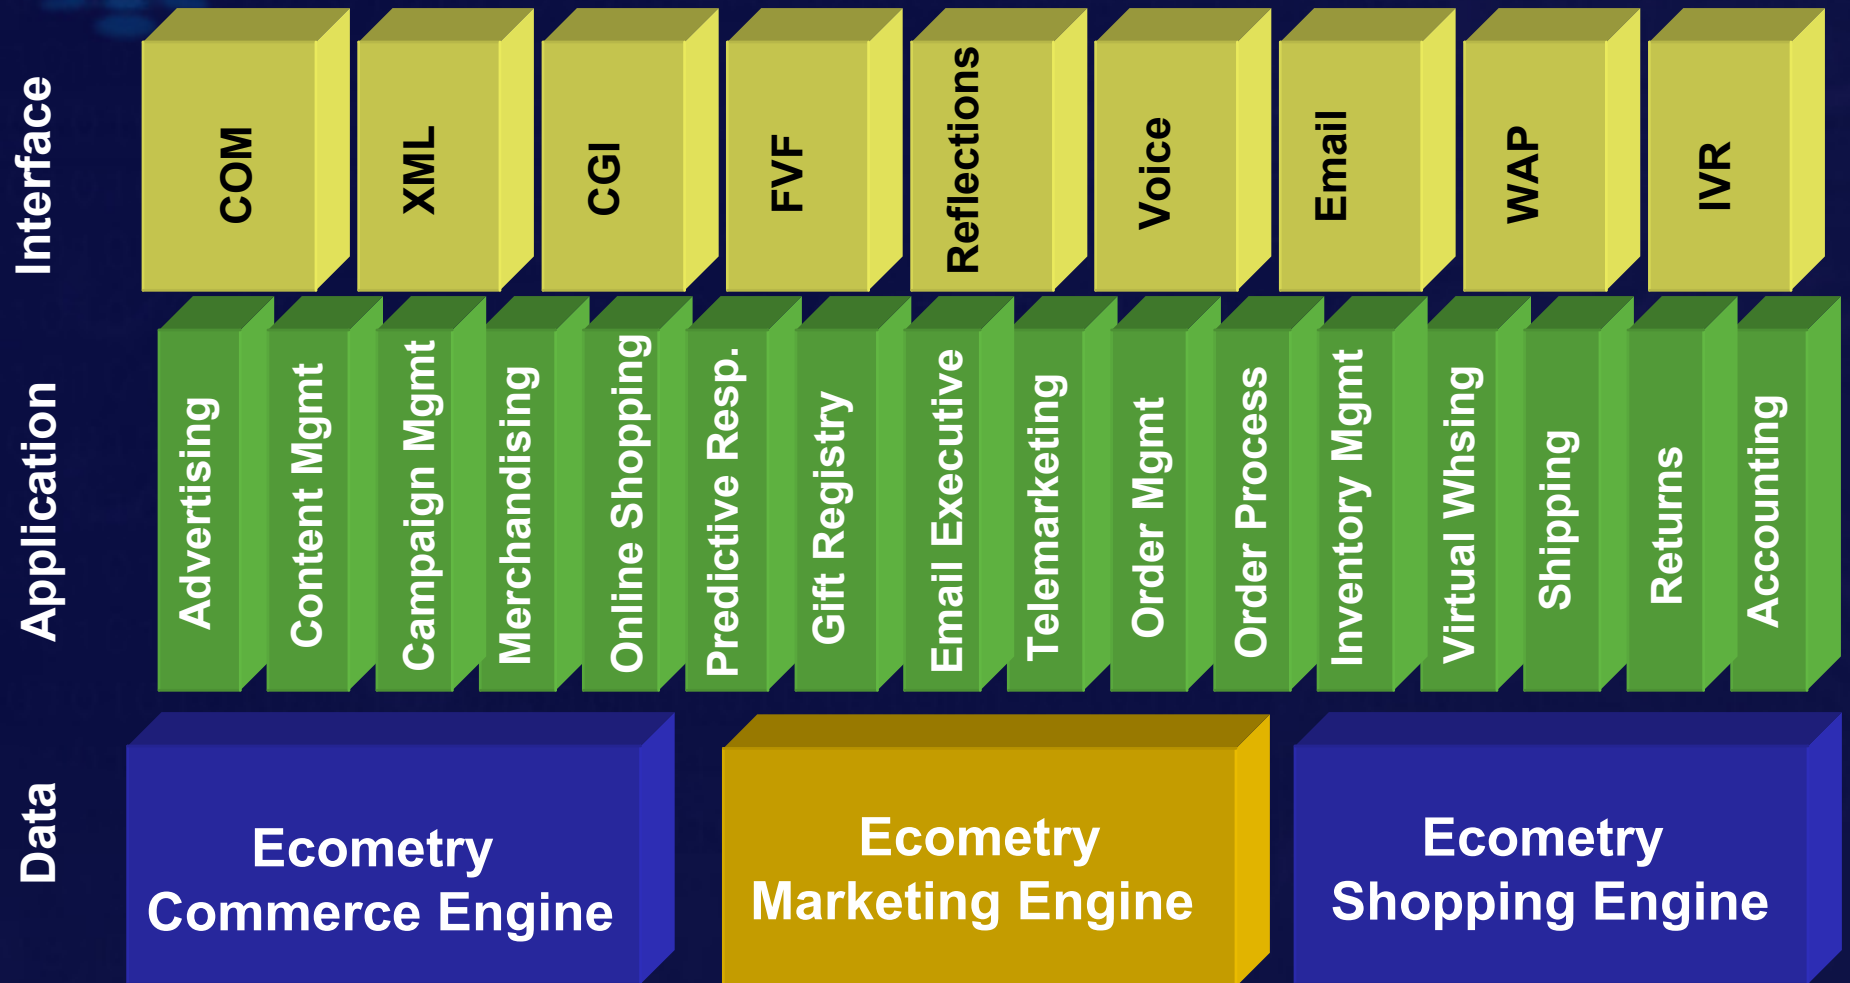 Interface
COM
XML
CGI
FVF
Reflections
Voice
Email
WAP
IVR
Application
Advertising
Content Mgmt
Campaign Mgmt
Merchandising
Online Shopping
Predictive Resp.
Gift Registry
Email Executive
Telemarketing
Order Mgmt
Order Process
Inventory Mgmt
Virtual Whsing
Shipping
Returns
Accounting
Data
Ecometry
Commerce Engine
Ecometry
Marketing Engine
Ecometry
Shopping Engine